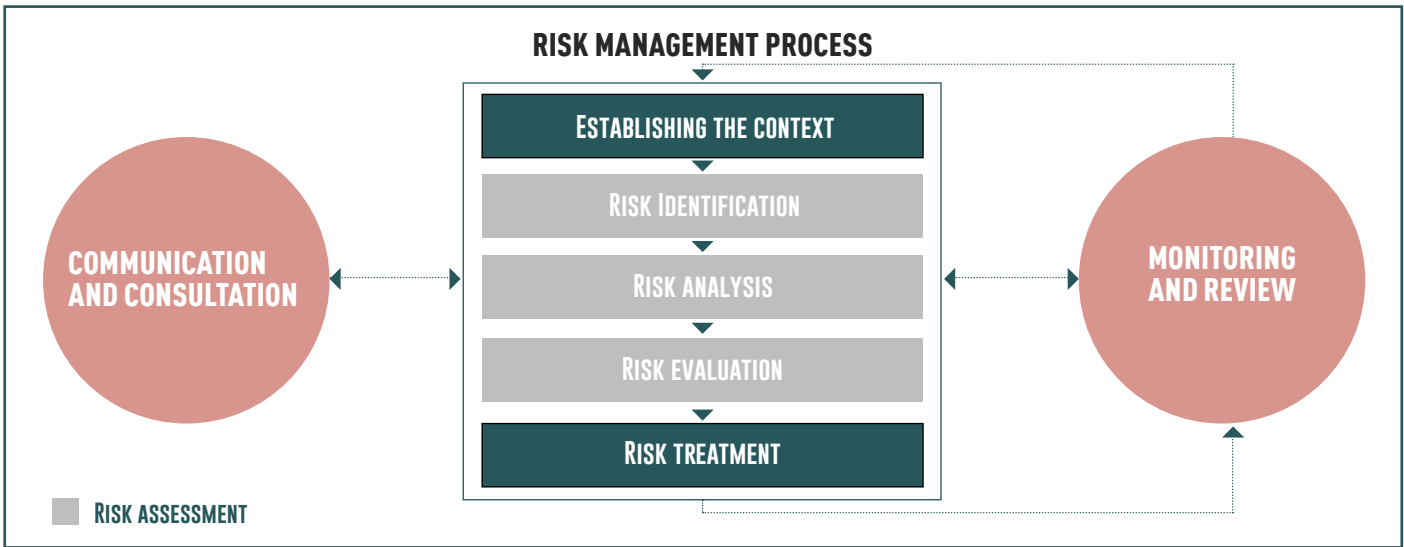 RISK MANAGEMENT PROCESS
ESTABLISHING THE CONTEXT
RISK IDENTIFICATION
RISK ANALYSIS
RISK EVALUATION
RISK TREATMENT
COMMUNICATION
AND CONSULTATION
MONITORING
AND REVIEW
RISK ASSESSMENT